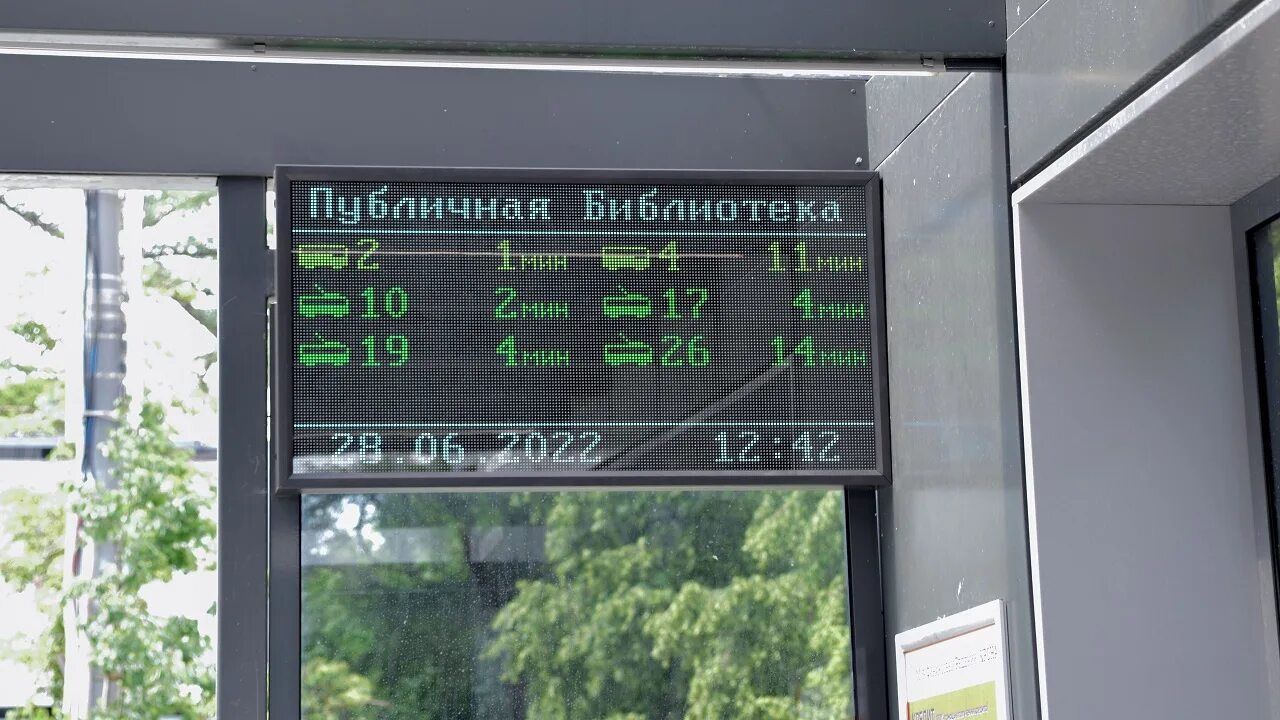 Публичная Библиотека
2 1мин 4 11мин
10 2мин 17 4мин
19 4мин 26 14мин
28.06.2022 12:42